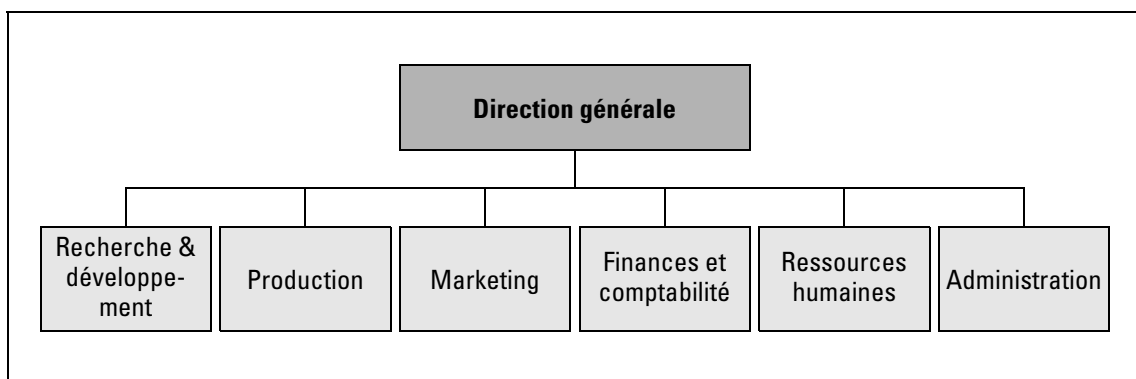 Direction générale
Recherche &
développe-
ment
Production
Marketing
Finances et
comptabilité
Ressources
humaines
Administration